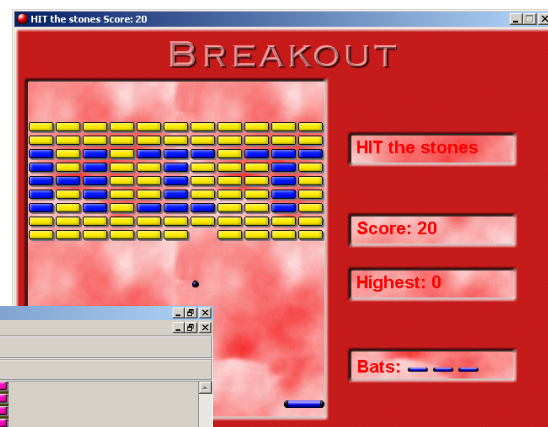 HIT the stones Score: 20
BREAKOUT
HIT the stones
Score: 20
Highest: 0
Bats: